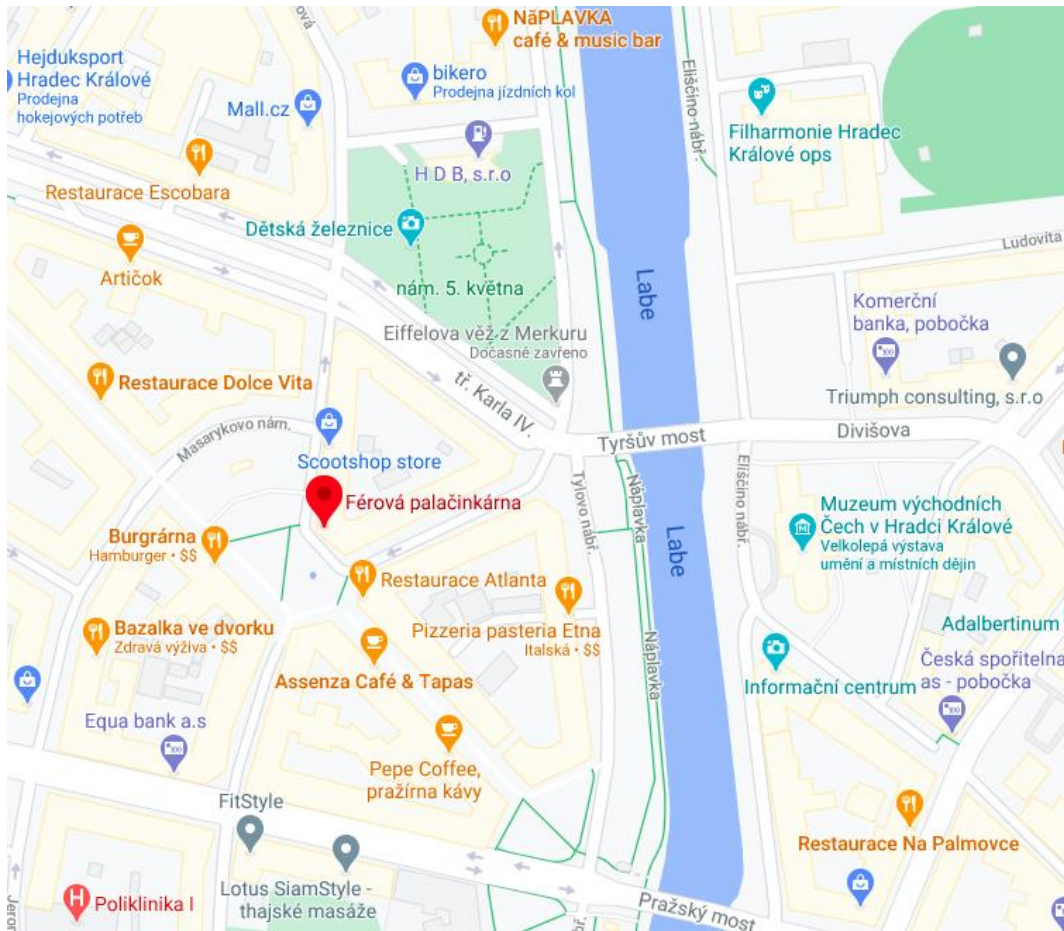 NăPLAVKA
café & music bar
Hejduksport
Hradec Králové
Prodejna
hokejových potřeb
ová
bikero
Prodejna jízdních kol
Mall.cz
Eliščino nábř.
Filharmonie Hradec
Králové ops
H D B, s.r.o
Restaurace Escobara
Dětská železnice
Ludovíta
Artičok
nám. 5. května
Labe
Komerční
banka, pobočka
Eiffelova věž z Merkuru
Dočasně zavřeno
Restaurace Dolce Vita
tř. Karla IV.
Triumph consulting, s.r.o
Masarykovo nám.
Tyršův most
Divišova
Scootshop store
Tylovo nábř.
Náplavka
Eliščino nábř.
Férová palačinkárna
Muzeum východních
Čech v Hradci Králové
Velkolepá výstava
umění a místních dějin
Burgrárna
Hamburger • $$
Labe
Restaurace Atlanta
Bazalka ve dvorku
Zdravá výživa • $$
Pizzeria pasteria Etna
Italská • $$
Adalbertinum
Náplavka
Česká spořitelna
as - pobočka
Assenza Café & Tapas
Informační centrum
Equa bank a.s
Pepe Coffee,
pražírna kávy
FitStyle
Restaurace Na Palmovce
Lotus SiamStyle -
thajské masáže
Poliklinika I
Jeron
Pražský most
ábř.